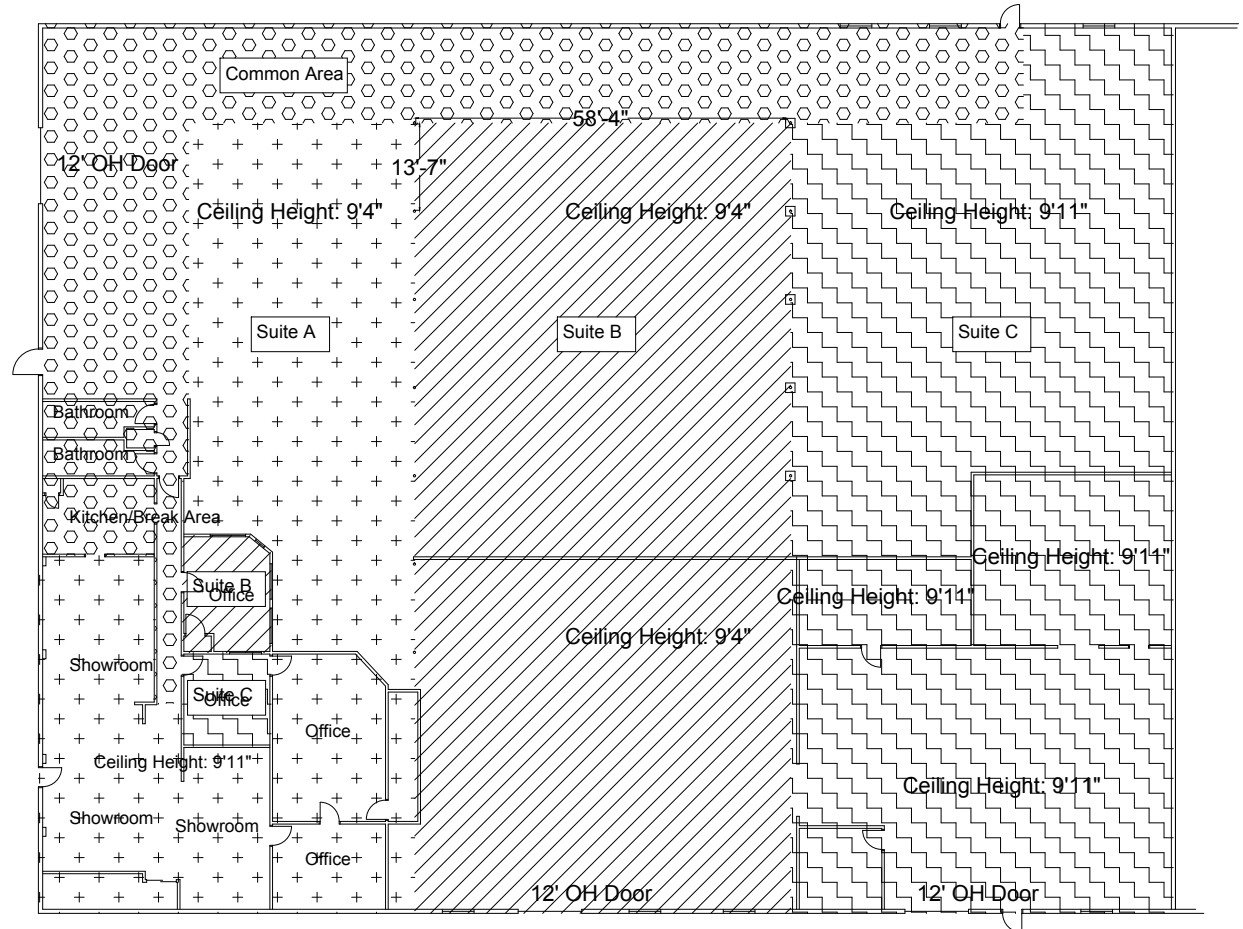 Common Area
58'-4"
12' OH Door
13'-7"
Ceiling Height: 9'4"
Ceiling Height: 9'4"
Ceiling Height: 9'11"
Suite A
Suite B
Suite C
Bathroom
Bathroom
Kitchen/Break Area
Ceiling Height: 9'11"
Suite B
Office
Ceiling Height: 9'11"
Ceiling Height: 9'4"
Showroom
Suite C
Office
Office
Ceiling Height: 9'11"
Ceiling Height: 9'11"
Showroom
Showroom
Office
12' OH Door
12' OH Door